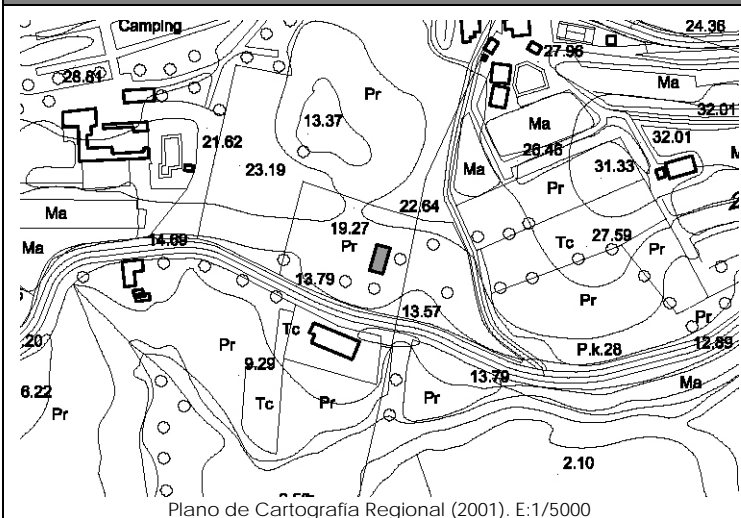 Camping
24.36
27.96
28.81
Ma
Pr
32.01
13.37
Ma
32.01
21.62
26.46
31.33
23.19
Ma
Pr
Ma
22.64
19.27
Tc
27.59
Pr
Ma
14.69
Pr
13.79
Pr
Pr
13.57
.20
Tc
P.k.28
12.89
Pr
9.29
13.79
Ma
6.22
Tc
Pr
Pr
Pr
2.10
Plano de Cartografía Regional (2001). E:1/5000